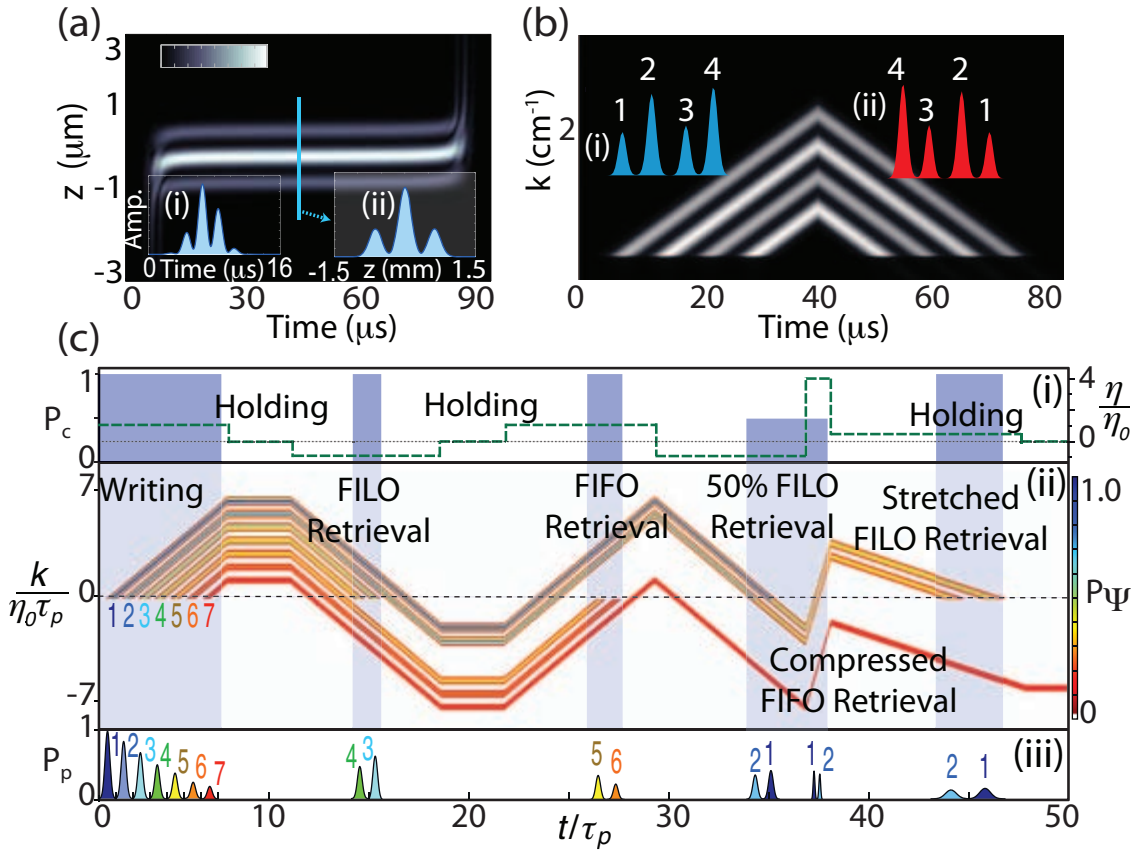 (a)
3
1
-1
-3
z (μm)
(i)
Amp.
0 Time (μs) 16
(ii)
-1.5 z (mm) 1.5
0 30 60 90
Time (μs)
(b)
k (cm⁻¹)
2
1 2 3 4
(i)
4 3 2 1
(ii)
0 20 40 60 80
Time (μs)
(c)
1
P_c
0
Holding
Holding
Holding
(i)
4
0
η/η₀
7
k/η₀τ_p
0
-7
Writing
FILO
Retrieval
FIFO
Retrieval
50% FILO
Retrieval
Stretched
FILO Retrieval
Compressed
FIFO Retrieval
(ii)
1 2 3 4 5 6 7
1.0
P_Ψ
0
1
P_p
0
1 2 3 4 5 6 7
4 3
5 6
2 1
1 2
2 1
(iii)
0 10 20 30 40 50
t/τ_p